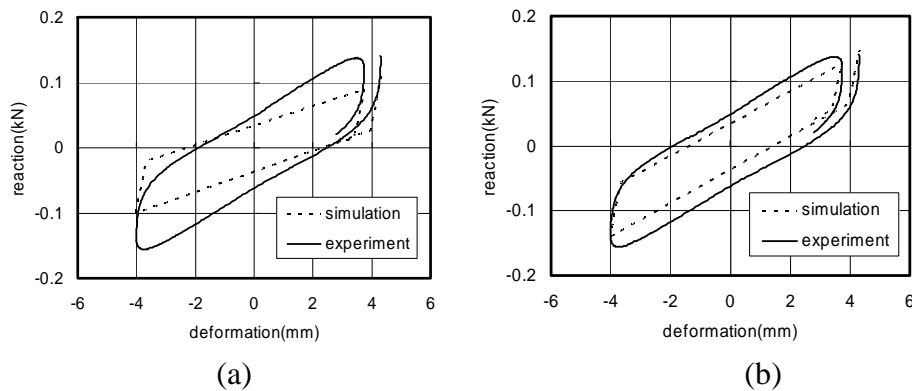 0.2
0.1
0
-0.1
-0.2
reaction(kN)
-6 -4 -2 0 2 4 6
deformation(mm)
simulation
experiment
(a)
0.2
0.1
0
-0.1
-0.2
reaction(kN)
-6 -4 -2 0 2 4 6
deformation(mm)
simulation
experiment
(b)